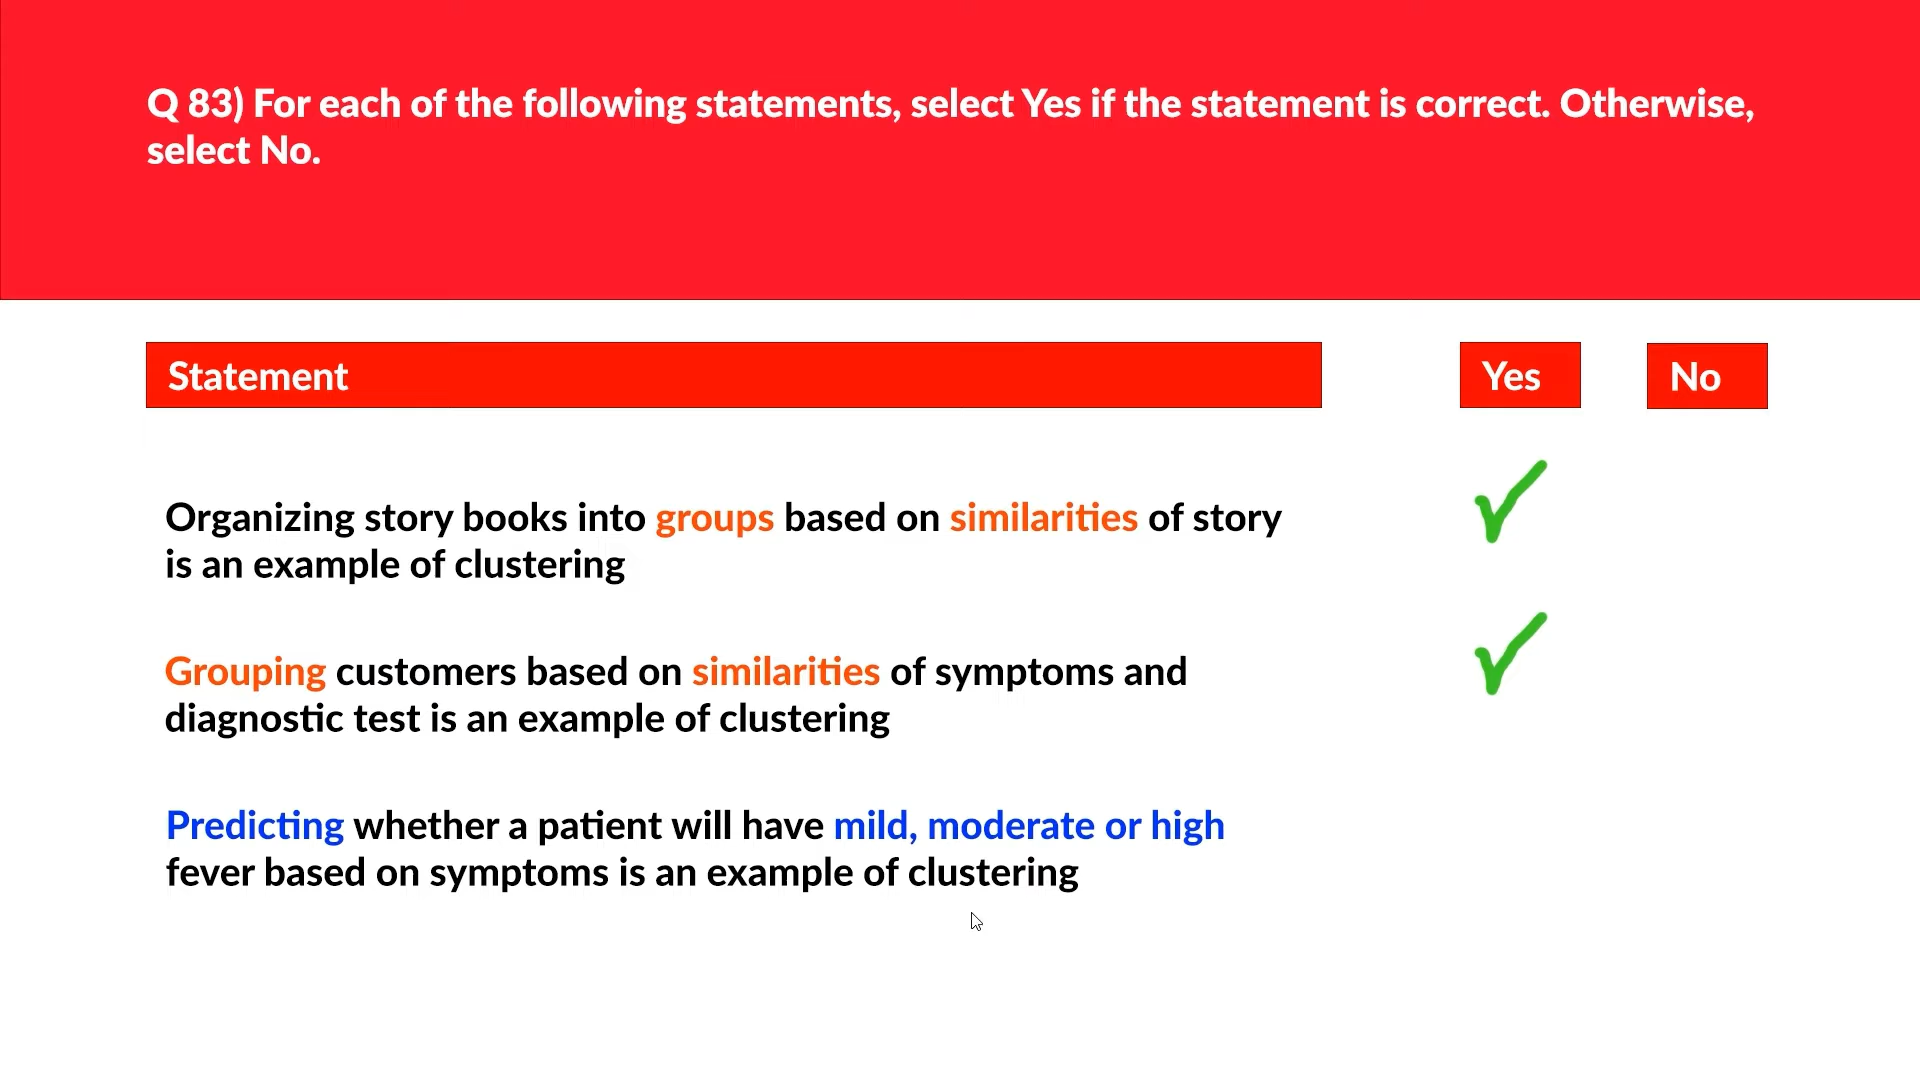 Q 83) For each of the following statements, select Yes if the statement is correct. Otherwise,
select No.
Statement
Yes
No
Organizing story books into groups based on similarities of story
is an example of clustering
Grouping customers based on similarities of symptoms and
diagnostic test is an example of clustering
Predicting whether a patient will have mild, moderate or high
fever based on symptoms is an example of clustering